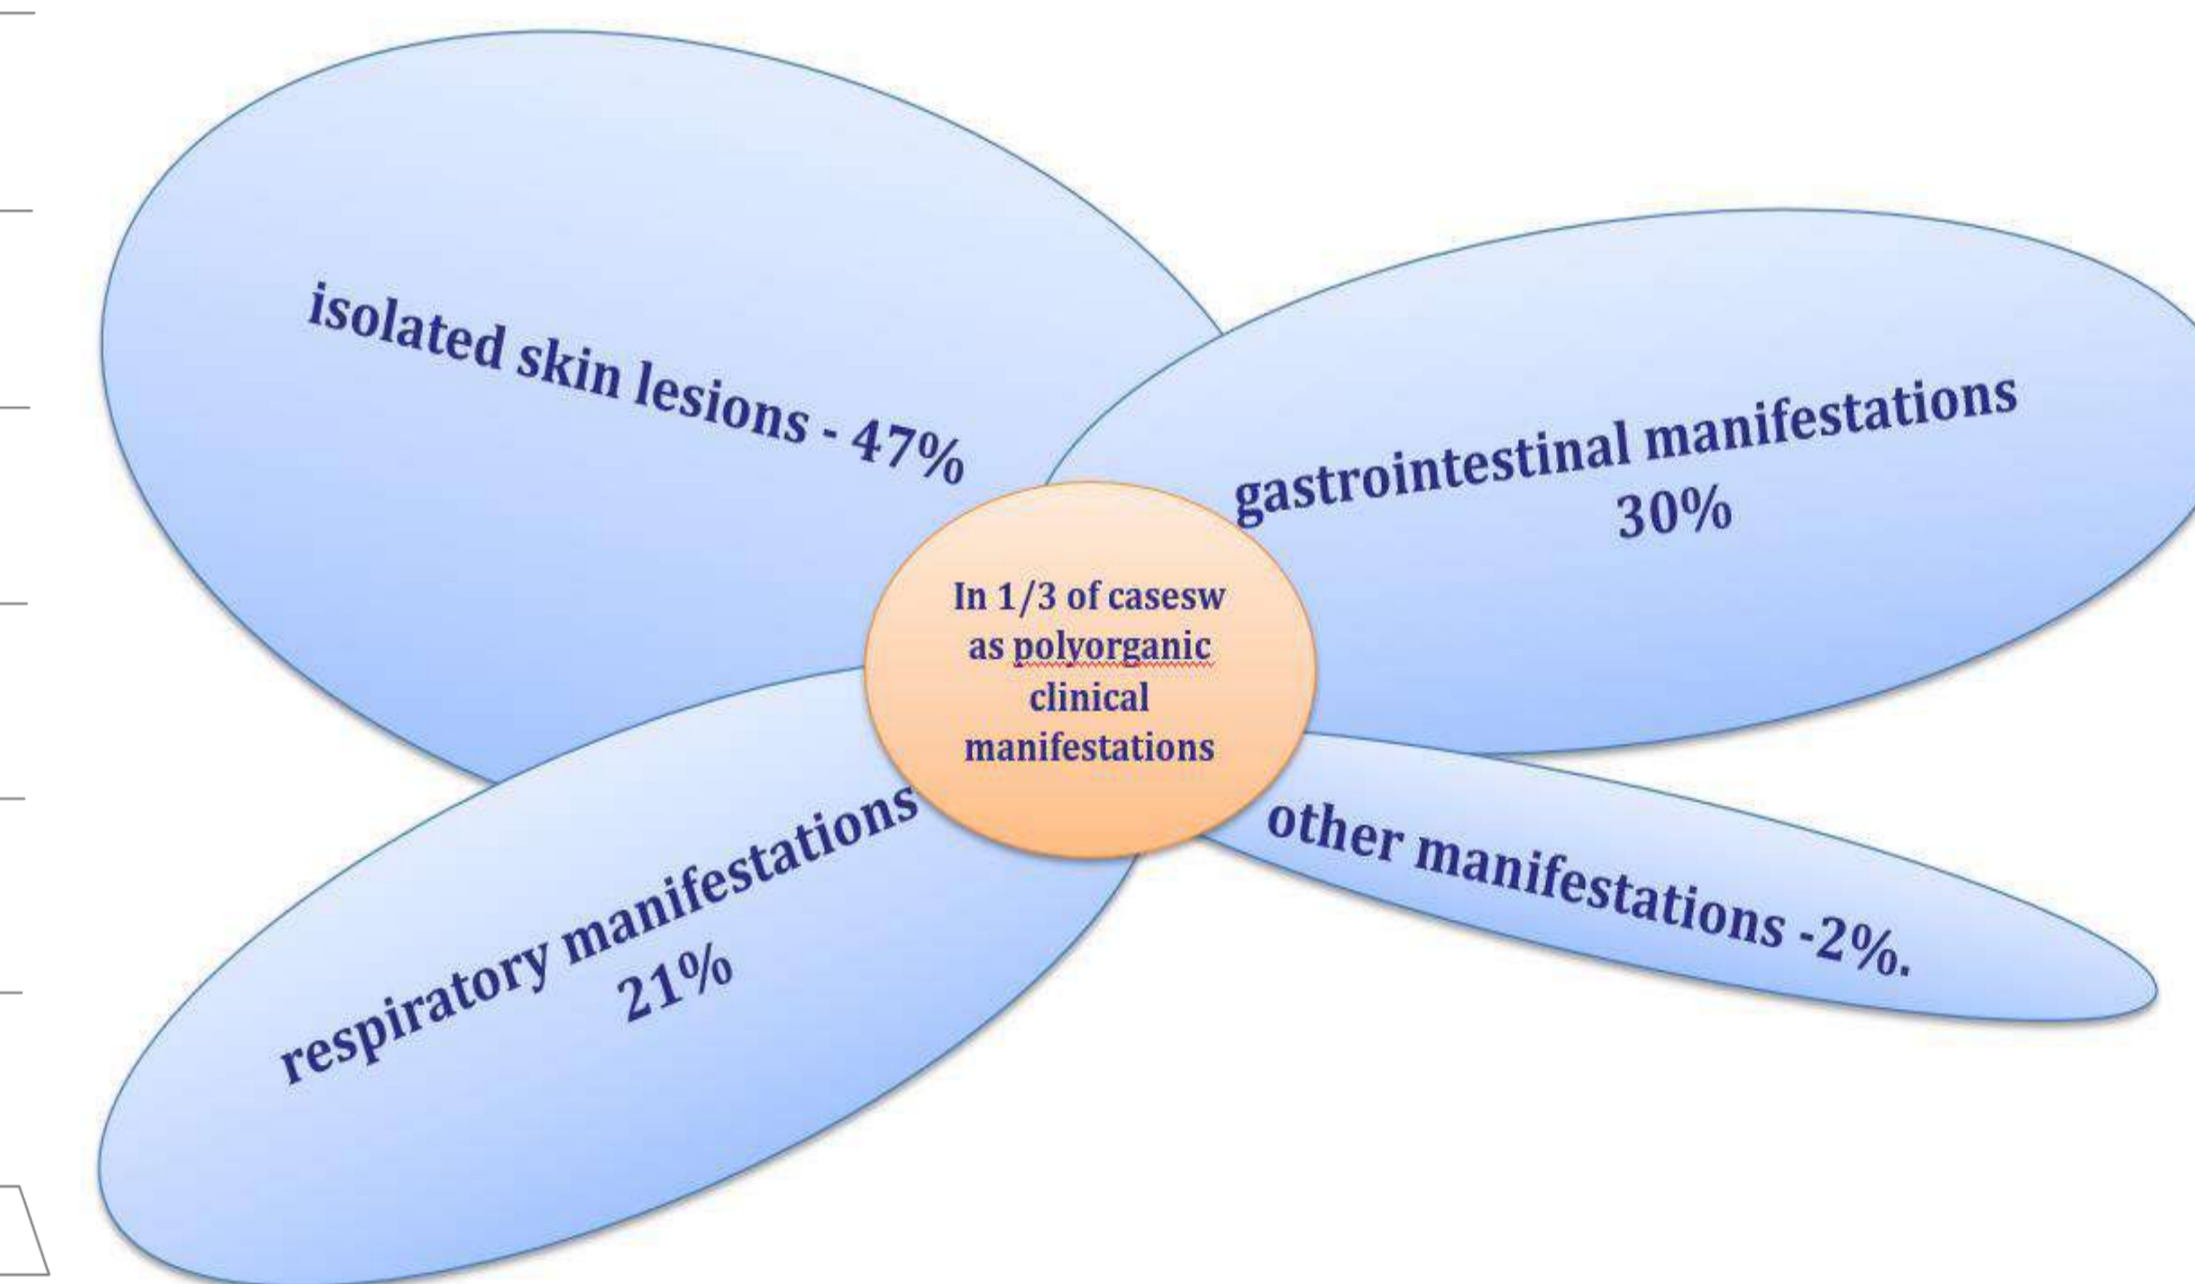 isolated skin lesions - 47%
gastrointestinal manifestations
30%
In 1/3 of casesw
as polyorganic
clinical
manifestations
respiratory manifestations
21%
other manifestations -2%.